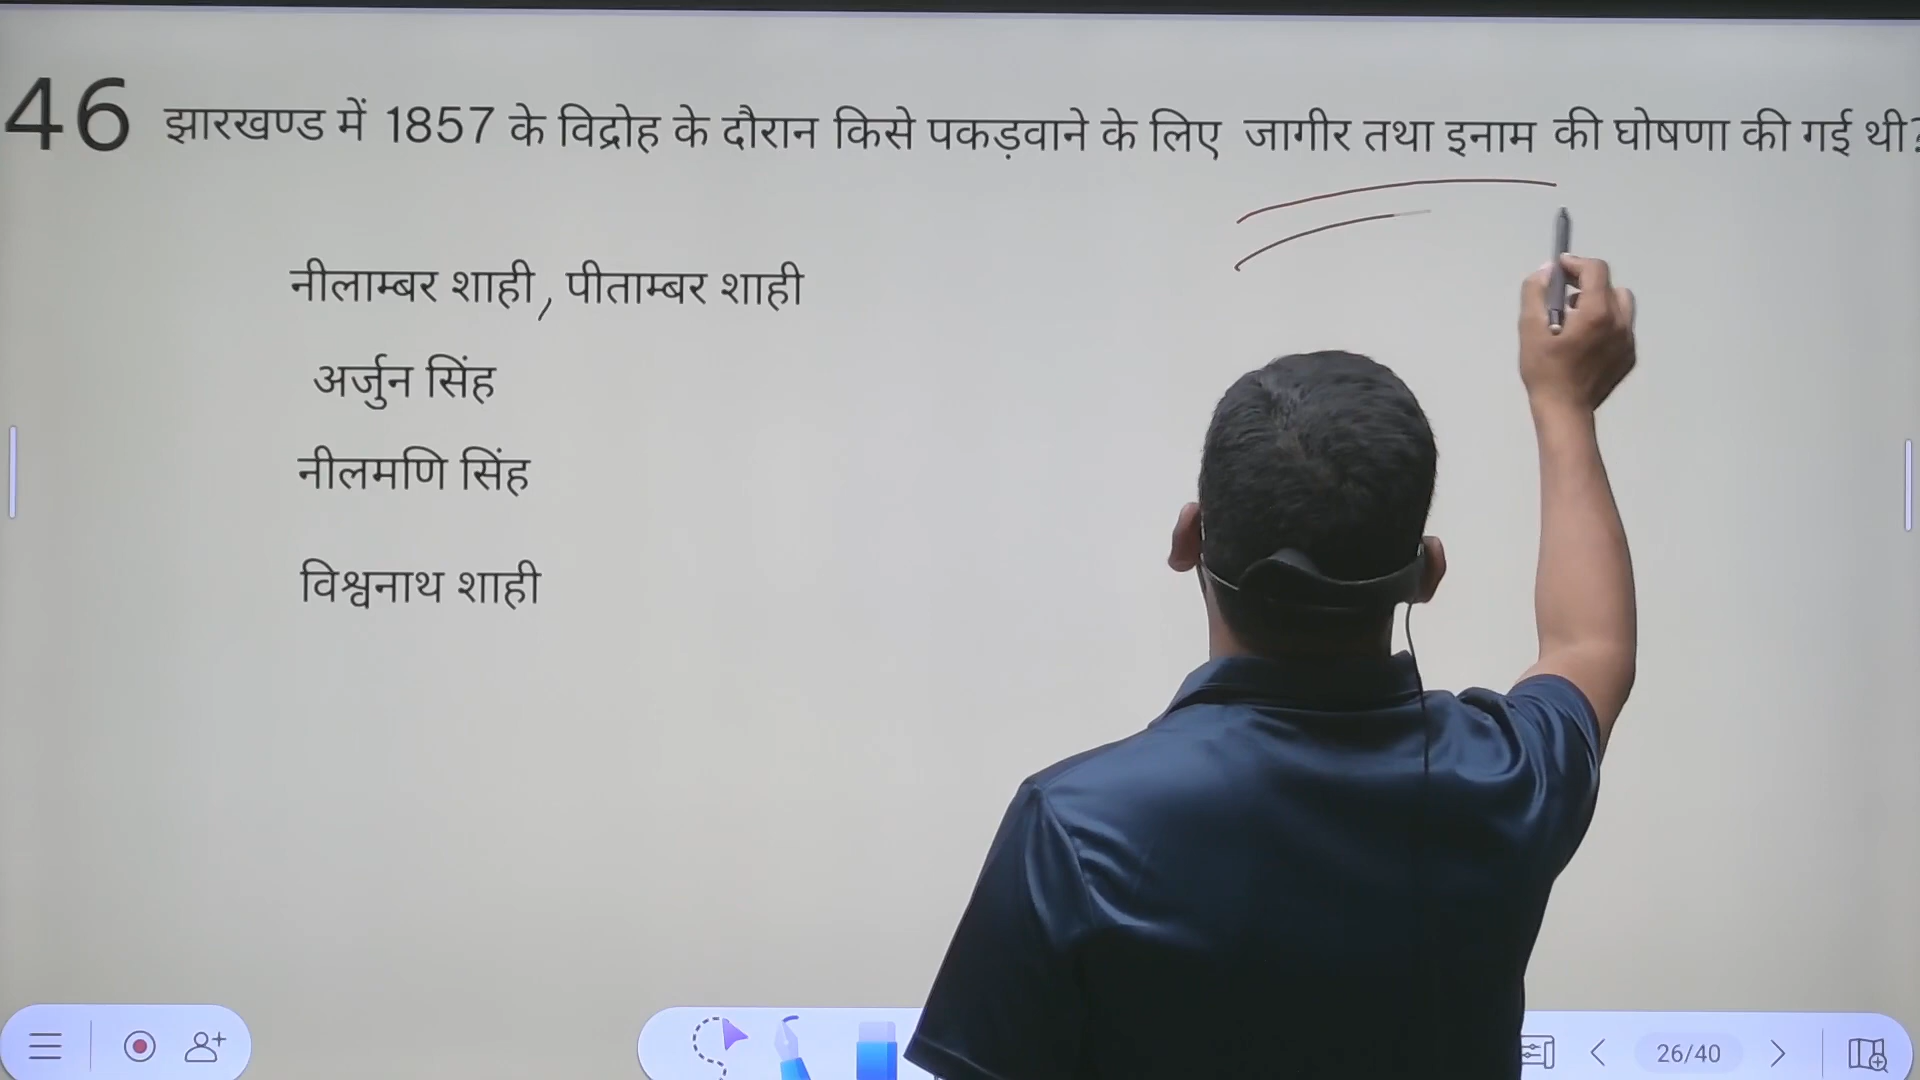 46 झारखण्ड में 1857 के विद्रोह के दौरान किसे पकड़वाने के लिए जागीर तथा इनाम की घोषणा की गई थी?
नीलाम्बर शाही, पीताम्बर शाही
अर्जुन सिंह
नीलमणि सिंह
विश्वनाथ शाही
26/40